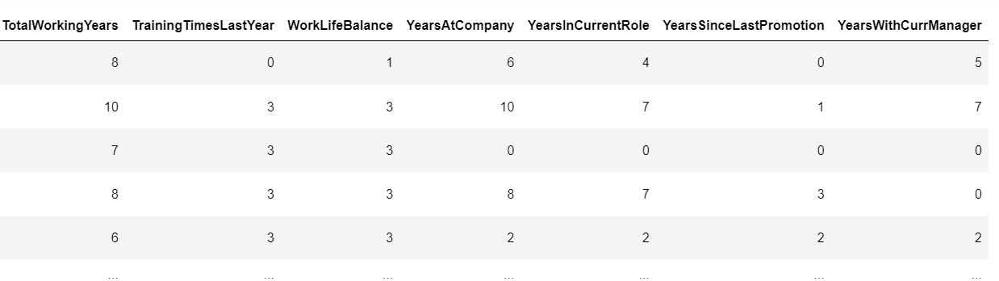 TotalWorkingYears TrainingTimesLastYear WorkLifeBalance YearsAtCompany YearsInCurrentRole YearsSinceLastPromotion YearsWithCurrManager
8 0 1 6 4 0 5
10 3 3 10 7 1 7
7 3 3 0 0 0 0
8 3 3 8 7 3 0
6 3 3 2 2 2 2
... ... ... ... ... ... ...